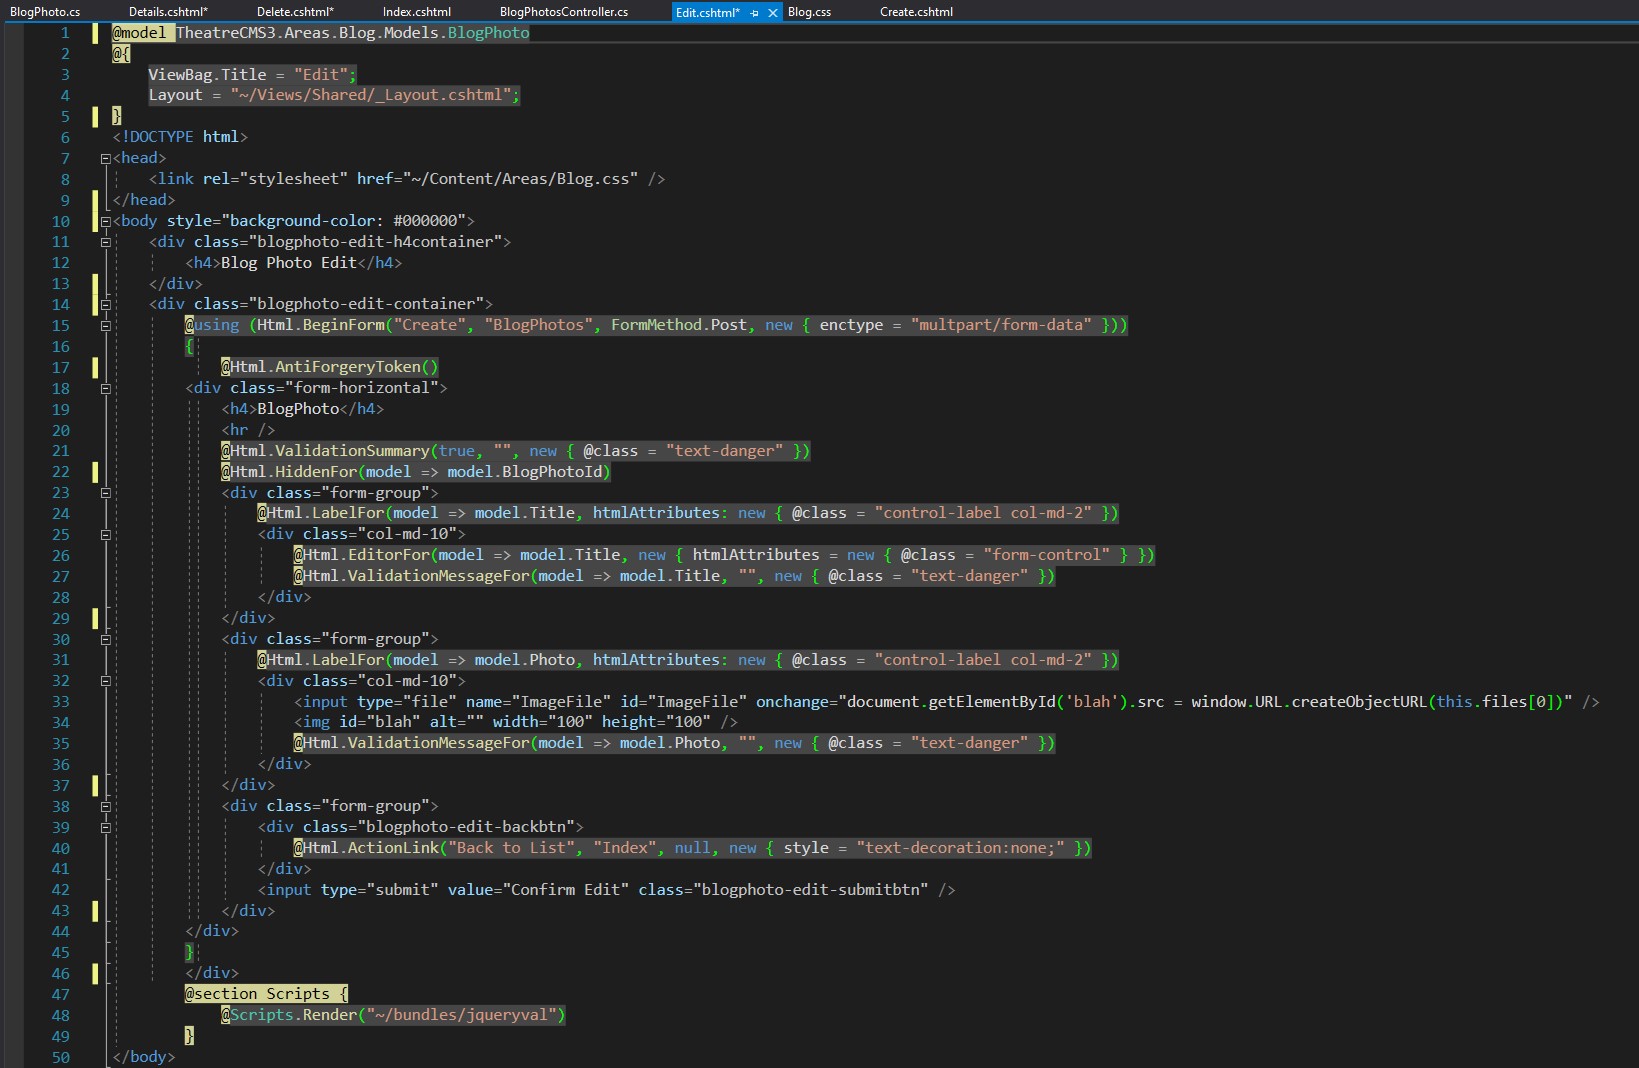 BlogPhoto.cs Details.cshtml* Delete.cshtml* Index.cshtml BlogPhotosController.cs Edit.cshtml* Blog.css Create.cshtml
1 @model TheatreCMS3.Areas.Blog.Models.BlogPhoto
2 @{
3 ViewBag.Title = "Edit";
4 Layout = "~/Views/Shared/_Layout.cshtml";
5 }
6 <!DOCTYPE html>
7 <head>
8 <link rel="stylesheet" href="~/Content/Areas/Blog.css" />
9 </head>
10 <body style="background-color: #000000">
11 <div class="blogphoto-edit-h4container">
12 <h4>Blog Photo Edit</h4>
13 </div>
14 <div class="blogphoto-edit-container">
15 @using (Html.BeginForm("Create", "BlogPhotos", FormMethod.Post, new { enctype = "multpart/form-data" }))
16 {
17 @Html.AntiForgeryToken()
18 <div class="form-horizontal">
19 <h4>BlogPhoto</h4>
20 <hr />
21 @Html.ValidationSummary(true, "", new { @class = "text-danger" })
22 @Html.HiddenFor(model => model.BlogPhotoId)
23 <div class="form-group">
24 @Html.LabelFor(model => model.Title, htmlAttributes: new { @class = "control-label col-md-2" })
25 <div class="col-md-10">
26 @Html.EditorFor(model => model.Title, new { htmlAttributes = new { @class = "form-control" } })
27 @Html.ValidationMessageFor(model => model.Title, "", new { @class = "text-danger" })
28 </div>
29 </div>
30 <div class="form-group">
31 @Html.LabelFor(model => model.Photo, htmlAttributes: new { @class = "control-label col-md-2" })
32 <div class="col-md-10">
33 <input type="file" name="ImageFile" id="ImageFile" onchange="document.getElementById('blah').src = window.URL.createObjectURL(this.files[0])" />
34 <img id="blah" alt="" width="100" height="100" />
35 @Html.ValidationMessageFor(model => model.Photo, "", new { @class = "text-danger" })
36 </div>
37 </div>
38 <div class="form-group">
39 <div class="blogphoto-edit-backbtn">
40 @Html.ActionLink("Back to List", "Index", null, new { style = "text-decoration:none;" })
41 </div>
42 <input type="submit" value="Confirm Edit" class="blogphoto-edit-submitbtn" />
43 </div>
44 </div>
45 }
46 </div>
47 @section Scripts {
48 @Scripts.Render("~/bundles/jqueryval")
49 }
50 </body>